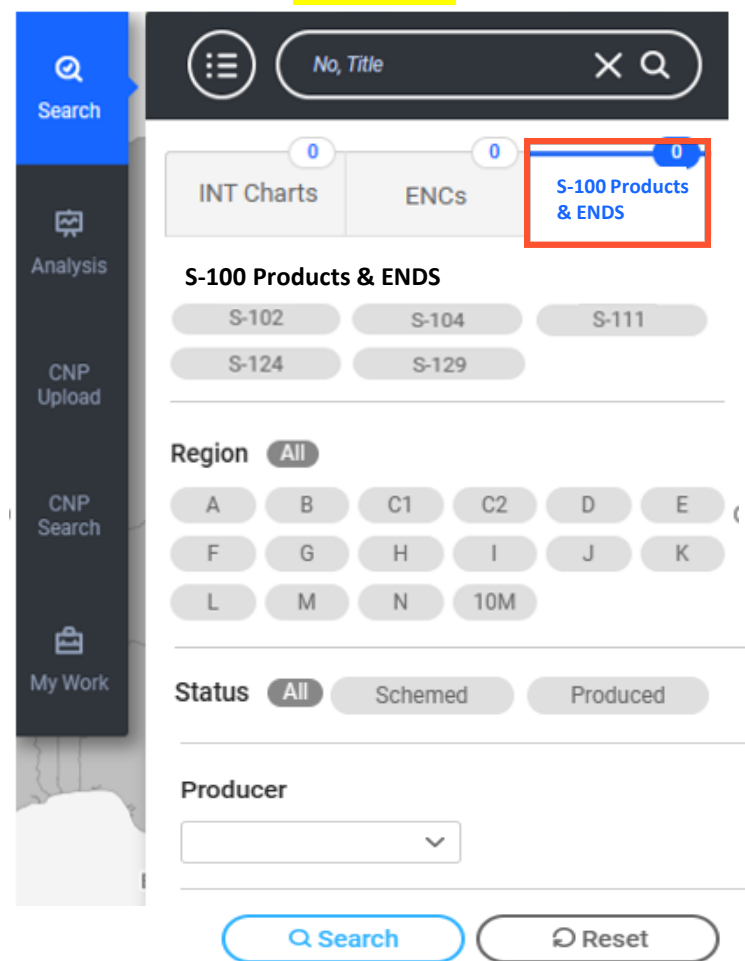 Search
Analysis
CNP
Upload
CNP
Search
My Work
No, Title
0
0
0
INT Charts
ENCs
S-100 Products
& ENDS
S-100 Products & ENDS
S-102
S-104
S-111
S-124
S-129
Region
All
A
B
C1
C2
D
E
F
G
H
I
J
K
L
M
N
10M
Status
All
Schemed
Produced
Producer
Search
Reset